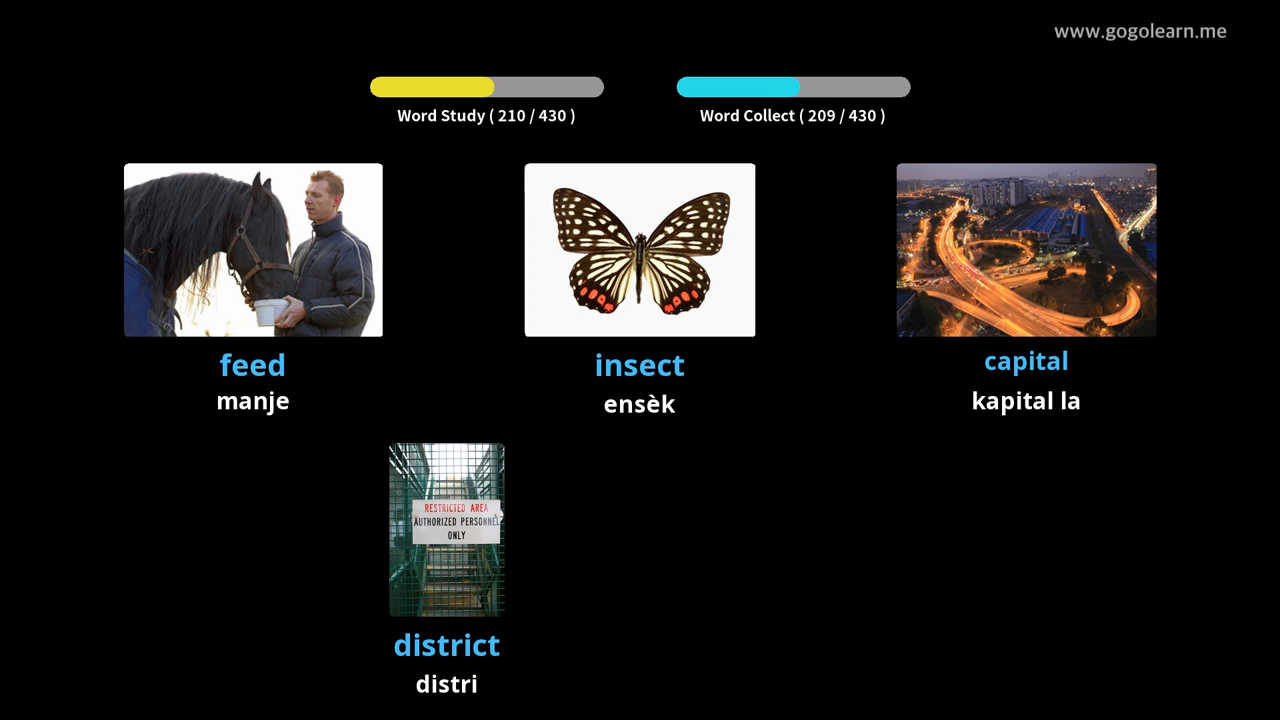 www.gogolearn.me
Word Study ( 210 / 430 )
Word Collect ( 209 / 430 )
feed
manje
insect
ensèk
capital
kapital la
RESTRICTED AREA
AUTHORIZED PERSONNEL
ONLY
district
distri